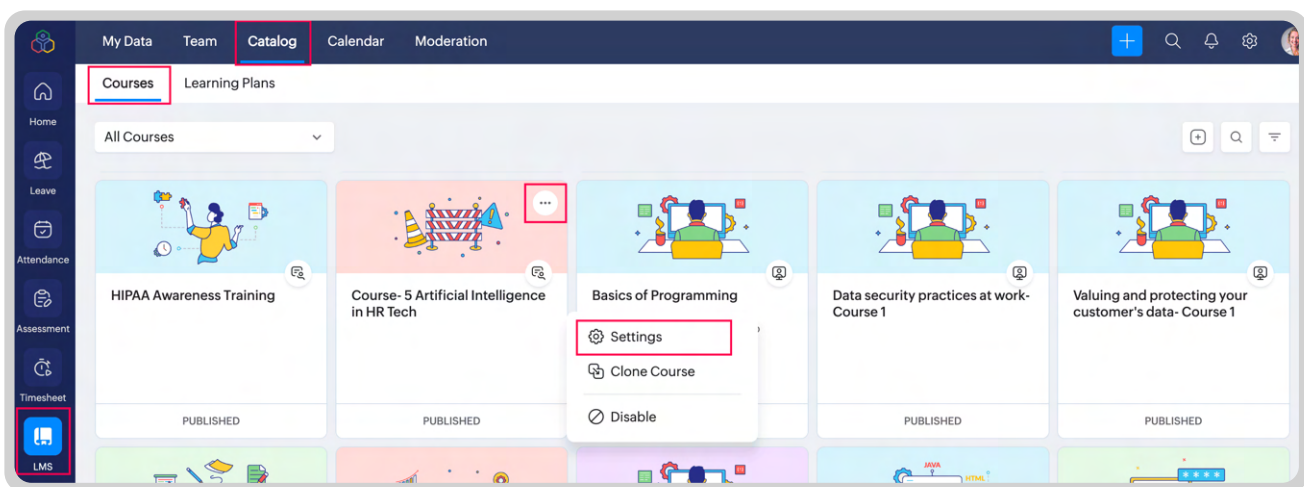 My Data Team Catalog Calendar Moderation
Courses Learning Plans
Home
All Courses
Leave
Attendance
HIPAA Awareness Training
Course- 5 Artificial Intelligence
in HR Tech
Basics of Programming
Data security practices at work-
Course 1
Valuing and protecting your
customer's data- Course 1
Assessment
Settings
Clone Course
Timesheet
Disable
PUBLISHED PUBLISHED PUBLISHED PUBLISHED
LMS
JAVA
HTML